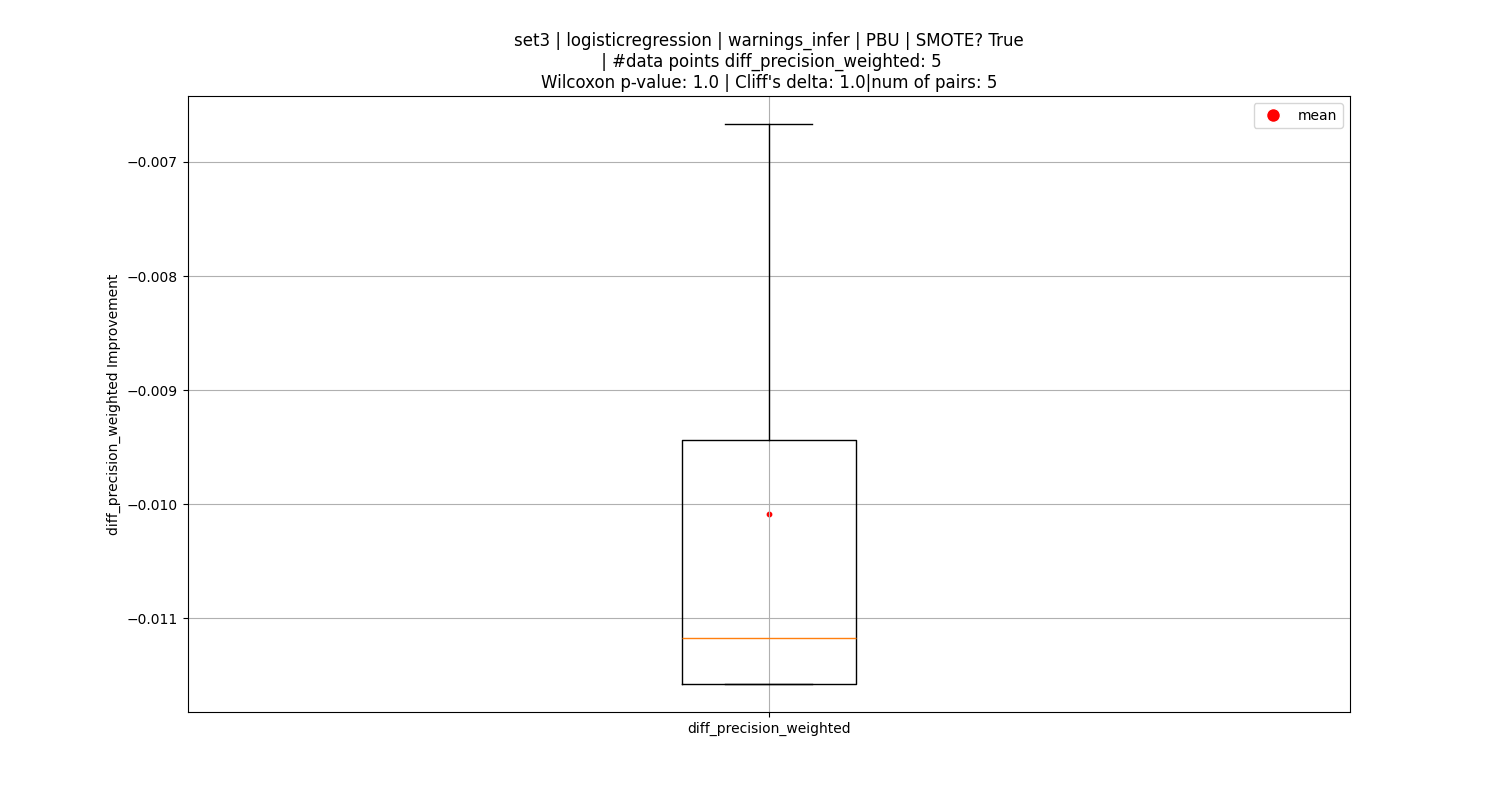 set3 | logisticregression | warnings_infer | PBU | SMOTE? True
| #data points diff_precision_weighted: 5
Wilcoxon p-value: 1.0 | Cliff's delta: 1.0|num of pairs: 5
mean
−0.007
−0.008
−0.009
−0.010
−0.011
diff_precision_weighted Improvement
diff_precision_weighted